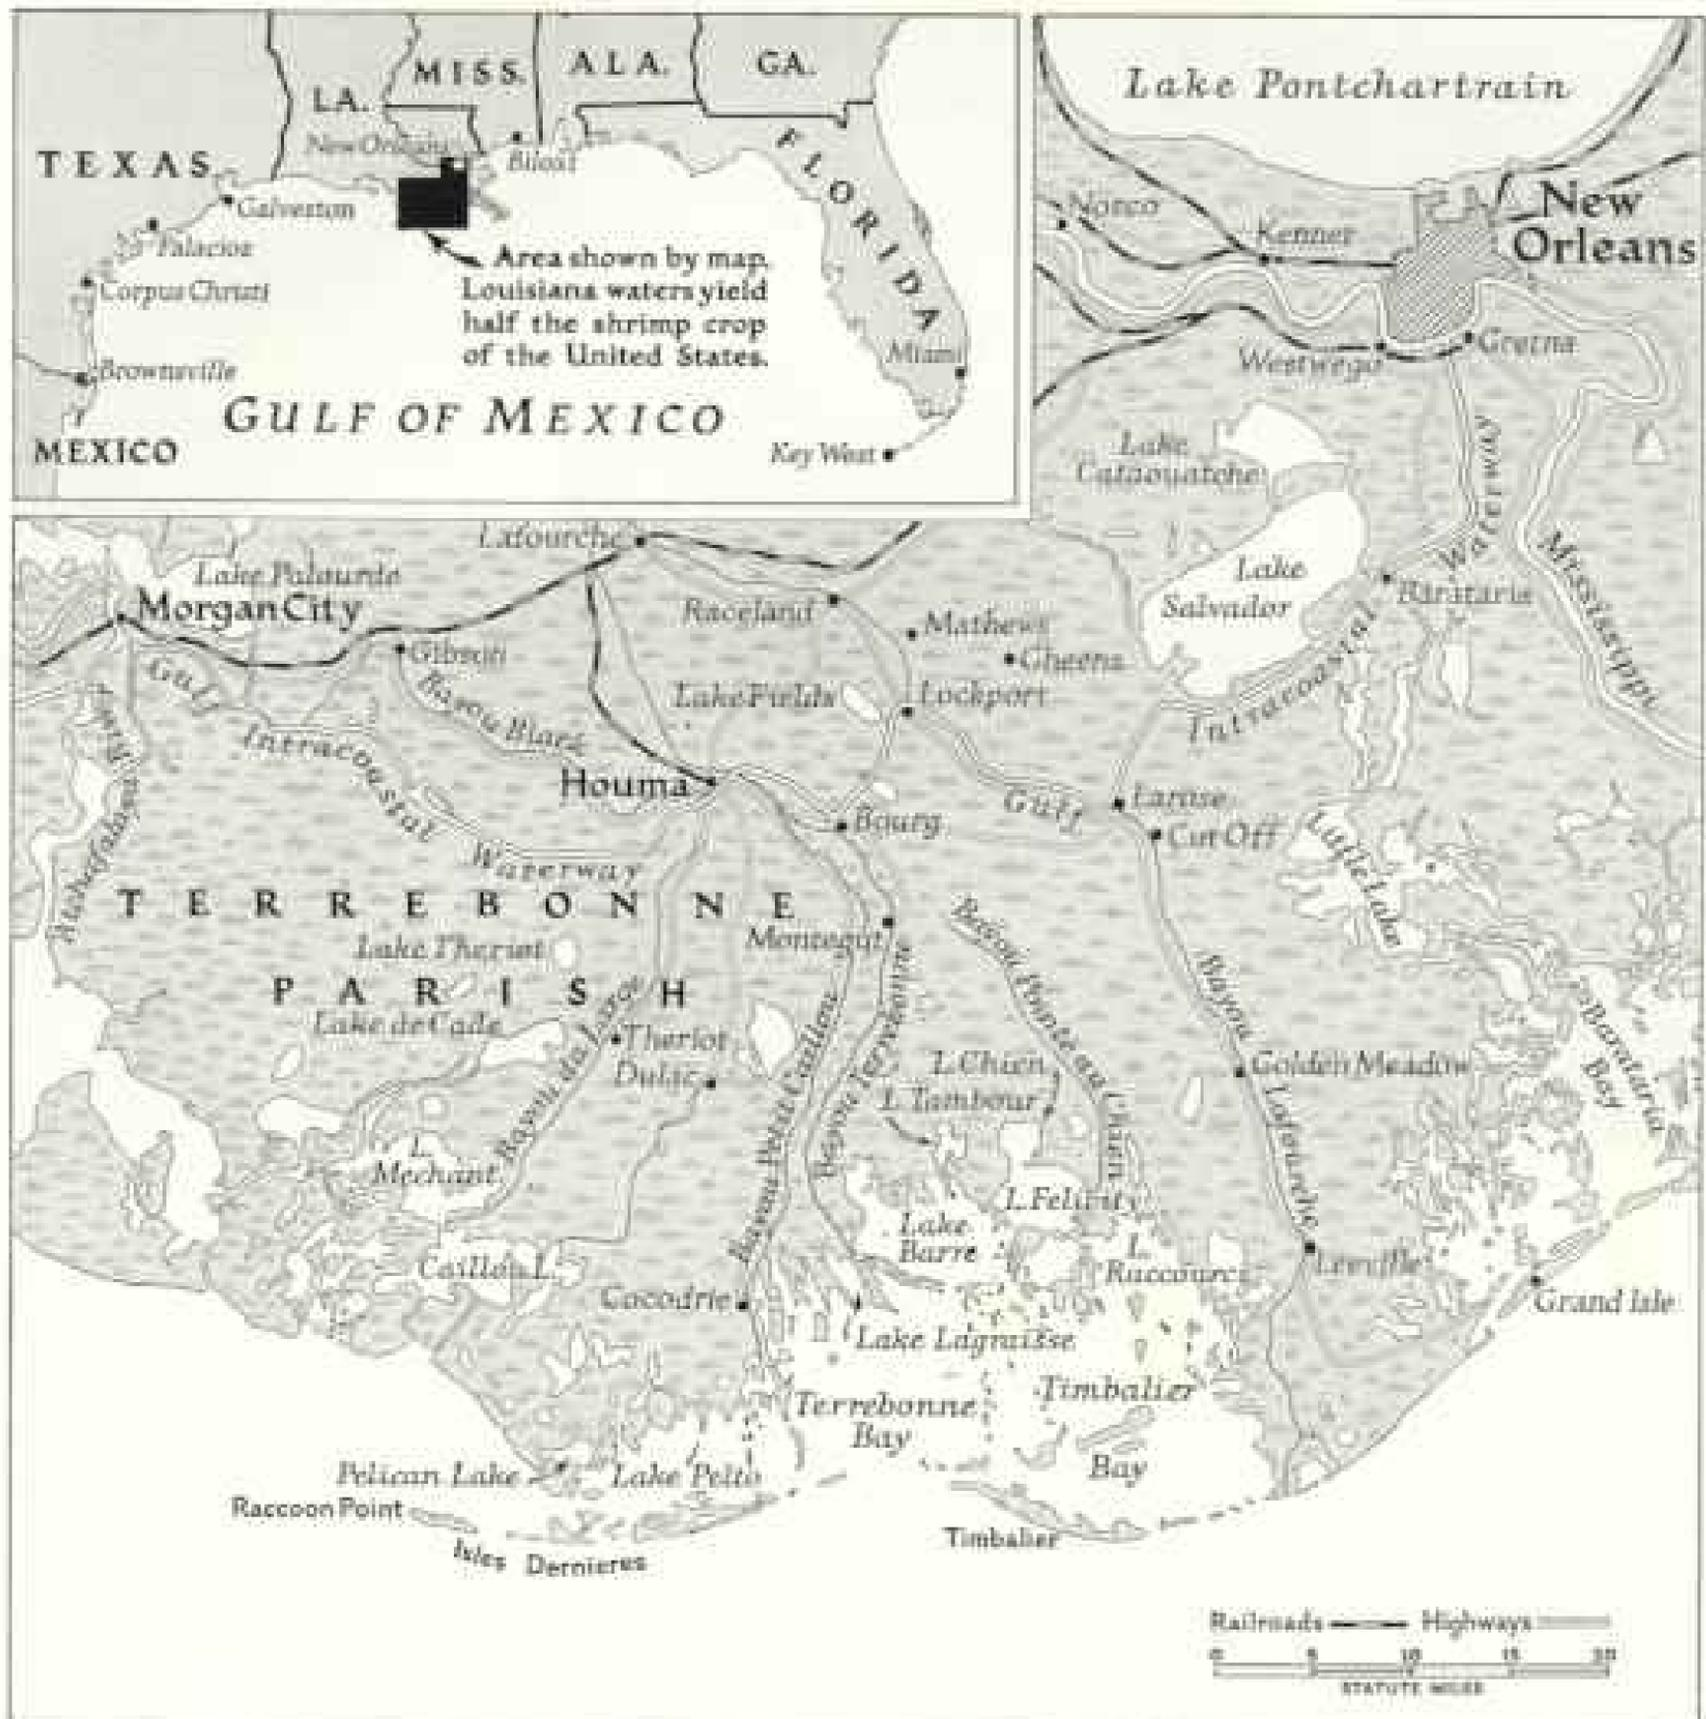 MISS.
ALA.
GA.
LA.
New Orleans
Biloxi
TEXAS
Galveston
Palacios
Corpus Christi
Brownsville
MEXICO
FLORIDA
Miami
Key West
Area shown by map.
Louisiana waters yield
half the shrimp crop
of the United States.
GULF OF MEXICO
Lake Pontchartrain
Norco
Kenner
New
Orleans
Westwego
Gretna
Lake
Cataouatche
Waterway
Mississippi
Lake
Salvador
Barataria
Intracoastal
Lafourche
Lake Palourde
Morgan City
Raceland
Mathews
Gheens
Gibson
Gulf
Bayou Black
Lake Fields
Lockport
Intracoastal
Houma
Gulf
Larose
Bourg
Cut Off
Waterway
Atchafalaya River
Little Lake
TERREBONNE
Montegut
Lake Theriot
PARISH
Lake de Cade
Bayou du Large
Theriot
Dulac
Bayou Petit Caillou
Bayou Terrebonne
Bayou Pointe au Chien
Bayou Lafourche
L. Chien
L. Tambour
Golden Meadow
Barataria
Bay
L.
Mechant
L. Felicity
Lake
Barre
L.
Raccourci
Caillou L.
Leeville
Cocodrie
Grand Isle
Lake Lagraisse
Timbalier
Bay
Terrebonne
Bay
Pelican Lake
Lake Pelto
Raccoon Point
Isles Dernieres
Timbalier
Railroads Highways
0 5 10 15 20
STATUTE MILES